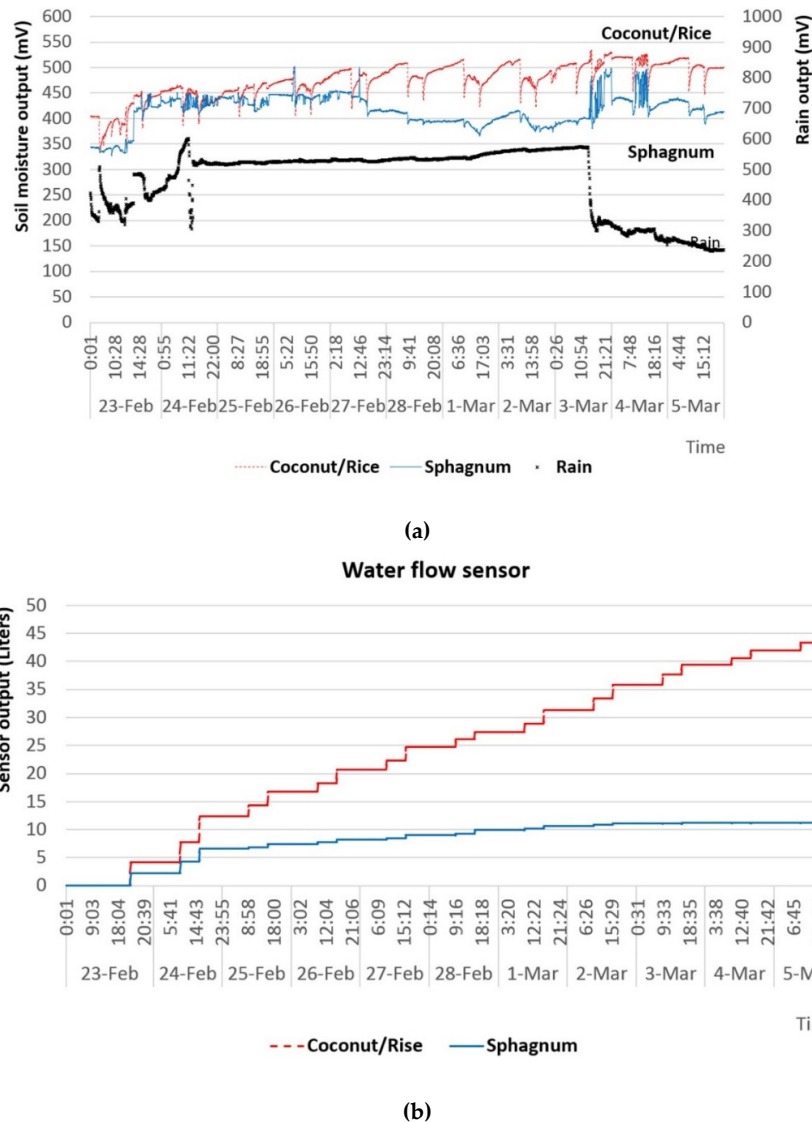 Soil moisture output (mV)
600
550
500
450
400
350
300
250
200
150
100
50
0
Coconut/Rice
Sphagnum
Rain
Rain outpt (mV)
1000
900
800
700
600
500
400
300
200
100
0
0:01 10:28 14:28 0:55 11:22 22:00 8:27 18:55 5:22 15:50 2:18 12:46 23:14 9:41 20:08 6:36 17:03 3:31 13:58 0:26 10:54 21:21 7:48 18:16 4:44 15:12
23-Feb 24-Feb 25-Feb 26-Feb 27-Feb 28-Feb 1-Mar 2-Mar 3-Mar 4-Mar 5-Mar
Time
Coconut/Rice Sphagnum Rain
(a)
Water flow sensor
Sensor output (Liters)
50
45
40
35
30
25
20
15
10
5
0
0:01 9:03 18:04 20:39 5:41 14:43 23:55 8:58 18:00 3:02 12:04 21:06 6:09 15:12 0:14 9:16 18:18 3:20 12:22 21:24 6:26 15:29 0:31 9:33 18:35 3:38 12:40 21:42 6:45
23-Feb 24-Feb 25-Feb 26-Feb 27-Feb 28-Feb 1-Mar 2-Mar 3-Mar 4-Mar 5-M
Ti
Coconut/Rise Sphagnum
(b)